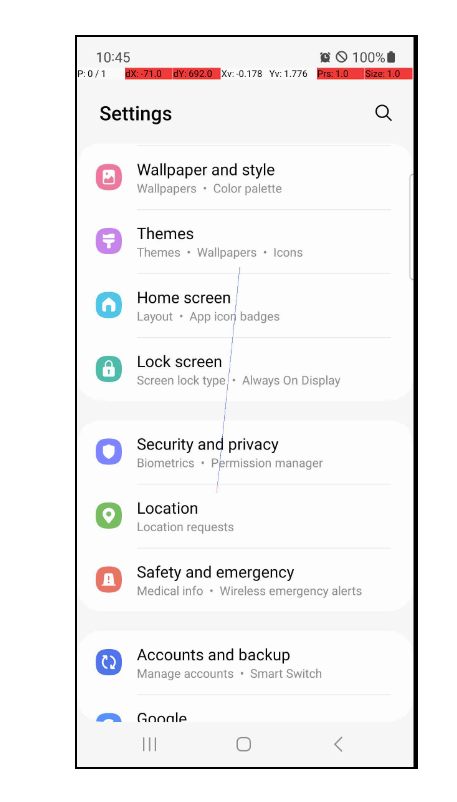 10:45 100%
P: 0 / 1 dX: -71.0 dY: 692.0 Xv: -0.178 Yv: 1.776 Prs: 1.0 Size: 1.0
Settings
Wallpaper and style
Wallpapers • Color palette
Themes
Themes • Wallpapers • Icons
Home screen
Layout • App icon badges
Lock screen
Screen lock type • Always On Display
Security and privacy
Biometrics • Permission manager
Location
Location requests
Safety and emergency
Medical info • Wireless emergency alerts
Accounts and backup
Manage accounts • Smart Switch
Google